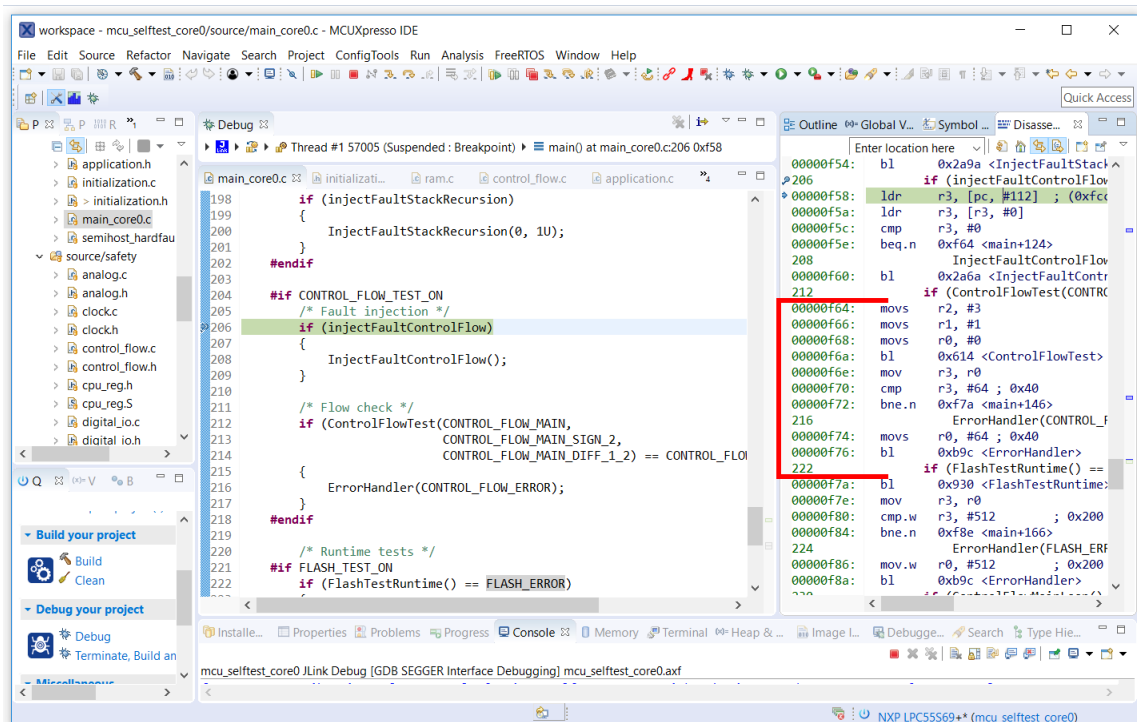 workspace - mcu_selftest_core0/source/main_core0.c - MCUXpresso IDE
File Edit Source Refactor Navigate Search Project ConfigTools Run Analysis FreeRTOS Window Help
Quick Access
P R
application.h
initialization.c
> initialization.h
main_core0.c
semihost_hardfau
source/safety
analog.c
analog.h
clock.c
clock.h
control_flow.c
control_flow.h
cpu_reg.h
cpu_reg.S
digital_io.c
digital io.h
Q (x)=V B
Build your project
Build
Clean
Debug your project
Debug
Terminate, Build an
Miscellaneous
Debug
Thread #1 57005 (Suspended : Breakpoint) main() at main_core0.c:206 0xf58
main_core0.c initializati... ram.c control_flow.c application.c "4
198 if (injectFaultStackRecursion)
199 {
200 InjectFaultStackRecursion(0, 1U);
201 }
202 #endif
203
204 #if CONTROL_FLOW_TEST_ON
205 /* Fault injection */
206 if (injectFaultControlFlow)
207 {
208 InjectFaultControlFlow();
209 }
210
211 /* Flow check */
212 if (ControlFlowTest(CONTROL_FLOW_MAIN,
213 CONTROL_FLOW_MAIN_SIGN_2,
214 CONTROL_FLOW_MAIN_DIFF_1_2) == CONTROL_FLO
215 {
216 ErrorHandler(CONTROL_FLOW_ERROR);
217 }
218 #endif
219
220 /* Runtime tests */
221 #if FLASH_TEST_ON
222 if (FlashTestRuntime() == FLASH_ERROR)
Outline Global V... Symbol ... Disasse...
Enter location here
00000f54: bl 0x2a9a <InjectFaultStack
206 if (injectFaultControlFlow
00000f58: ldr r3, [pc, #112] ; (0xfcc
00000f5a: ldr r3, [r3, #0]
00000f5c: cmp r3, #0
00000f5e: beq.n 0xf64 <main+124>
208 InjectFaultControlFlow
00000f60: bl 0x2a6a <InjectFaultContr
212 if (ControlFlowTest(CONTRO
00000f64: movs r2, #3
00000f66: movs r1, #1
00000f68: movs r0, #0
00000f6a: bl 0x614 <ControlFlowTest>
00000f6e: mov r3, r0
00000f70: cmp r3, #64 ; 0x40
00000f72: bne.n 0xf7a <main+146>
216 ErrorHandler(CONTROL_F
00000f74: movs r0, #64 ; 0x40
00000f76: bl 0xb9c <ErrorHandler>
222 if (FlashTestRuntime() ==
00000f7a: bl 0x930 <FlashTestRuntime>
00000f7e: mov r3, r0
00000f80: cmp.w r3, #512 ; 0x200
00000f84: bne.n 0xf8e <main+166>
224 ErrorHandler(FLASH_ERR
00000f86: mov.w r0, #512 ; 0x200
00000f8a: bl 0xb9c <ErrorHandler>
Installe... Properties Problems Progress Console Memory Terminal Heap & ... Image I... Debugge... Search Type Hie...
mcu_selftest_core0 JLink Debug [GDB SEGGER Interface Debugging] mcu_selftest_core0.axf
NXP LPC55S69+* (mcu_selftest_core0)